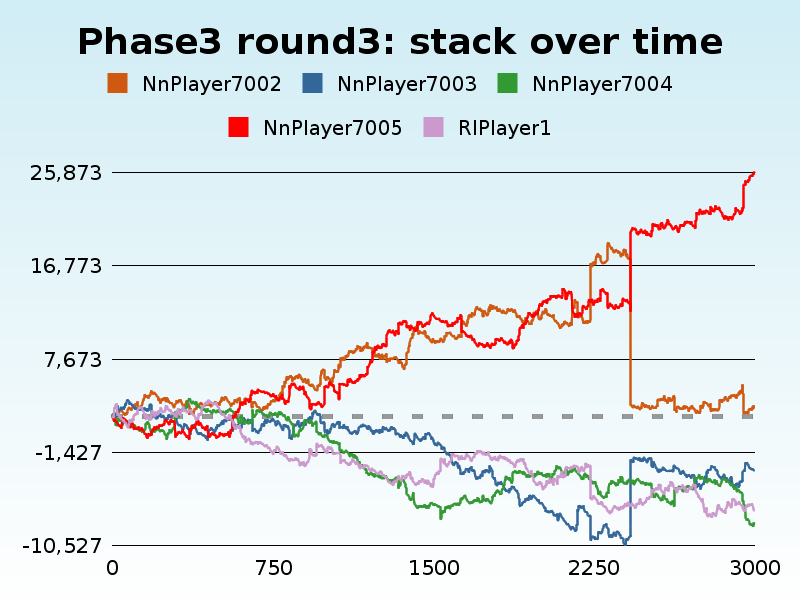 Phase3 round3: stack over time
NnPlayer7002 NnPlayer7003 NnPlayer7004
NnPlayer7005 RIPlayer1
25,873
16,773
7,673
-1,427
-10,527
0 750 1500 2250 3000